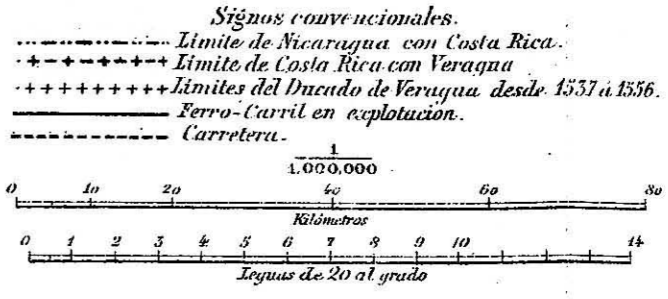 Signos convencionales.
Límite de Nicaragua con Costa Rica.
Límite de Costa Rica con Veragua
Límites del Ducado de Veragua desde 1537 á 1556.
Ferro-Carril en explotación.
Carretera.
1
1.000,000
0 10 20 40 60 80
Kilómetros
0 1 2 3 4 5 6 7 8 9 10 14
Leguas de 20 al grado